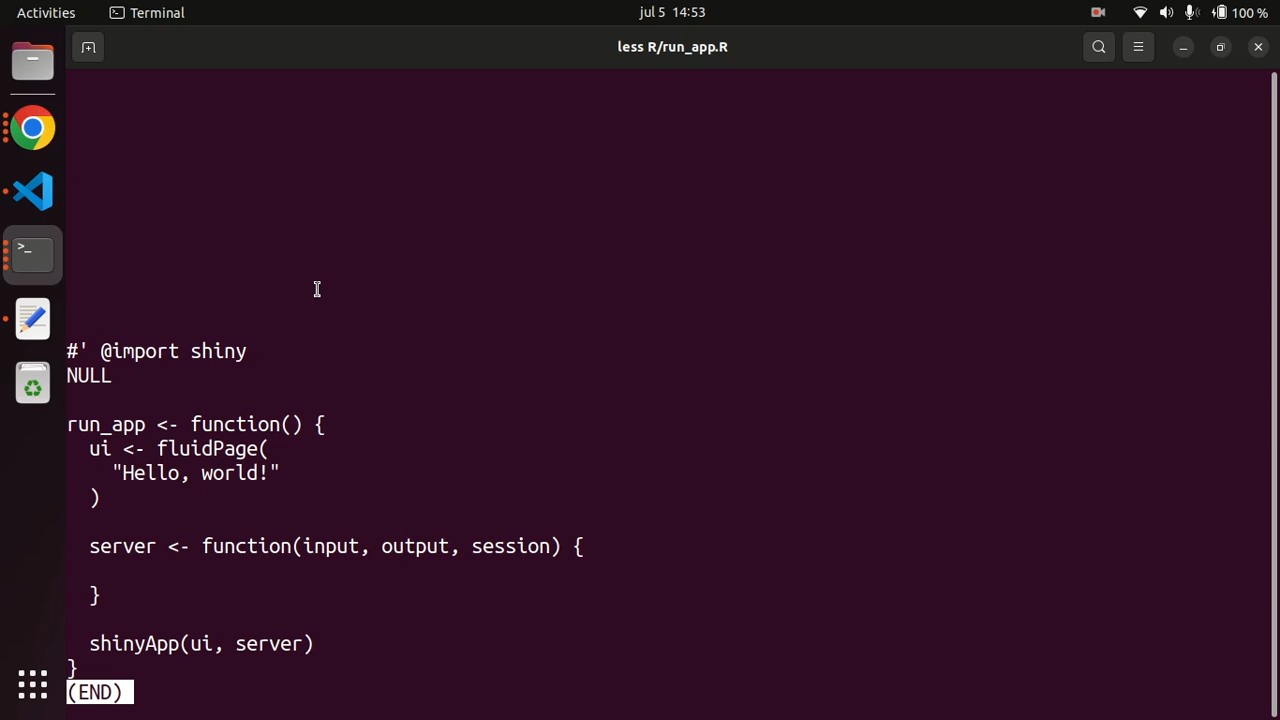 Activities Terminal jul 5 14:53 100 %
less R/run_app.R
#' @import shiny
NULL
run_app <- function() {
  ui <- fluidPage(
    "Hello, world!"
  )
  server <- function(input, output, session) {
  }
  shinyApp(ui, server)
}
(END)